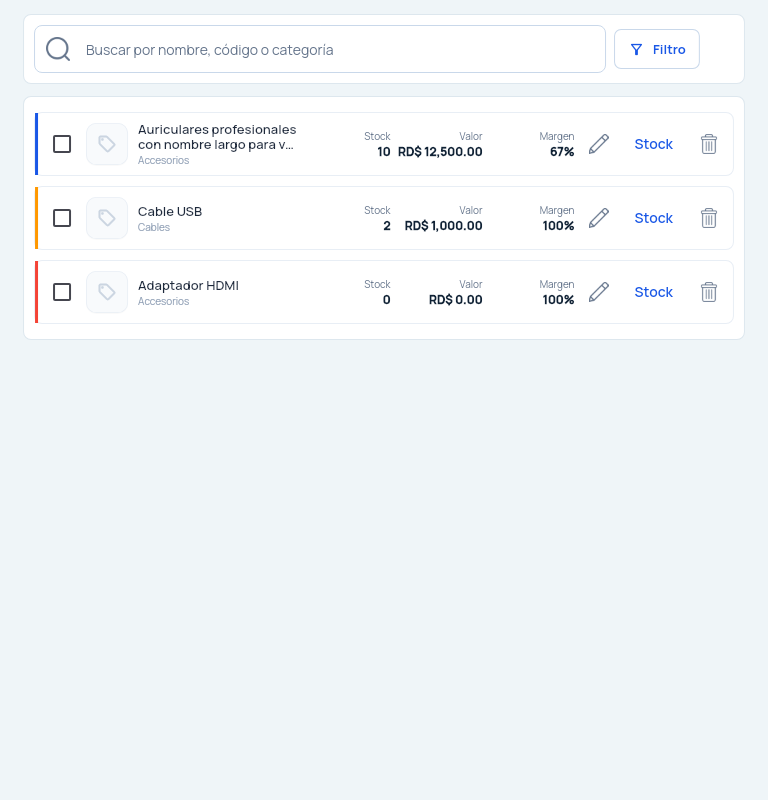 Buscar por nombre, código o categoría
Filtro
Auriculares profesionales
con nombre largo para v...
Accesorios
Stock
10
Valor
RD$ 12,500.00
Margen
67%
Stock
Cable USB
Cables
Stock
2
Valor
RD$ 1,000.00
Margen
100%
Stock
Adaptador HDMI
Accesorios
Stock
0
Valor
RD$ 0.00
Margen
100%
Stock